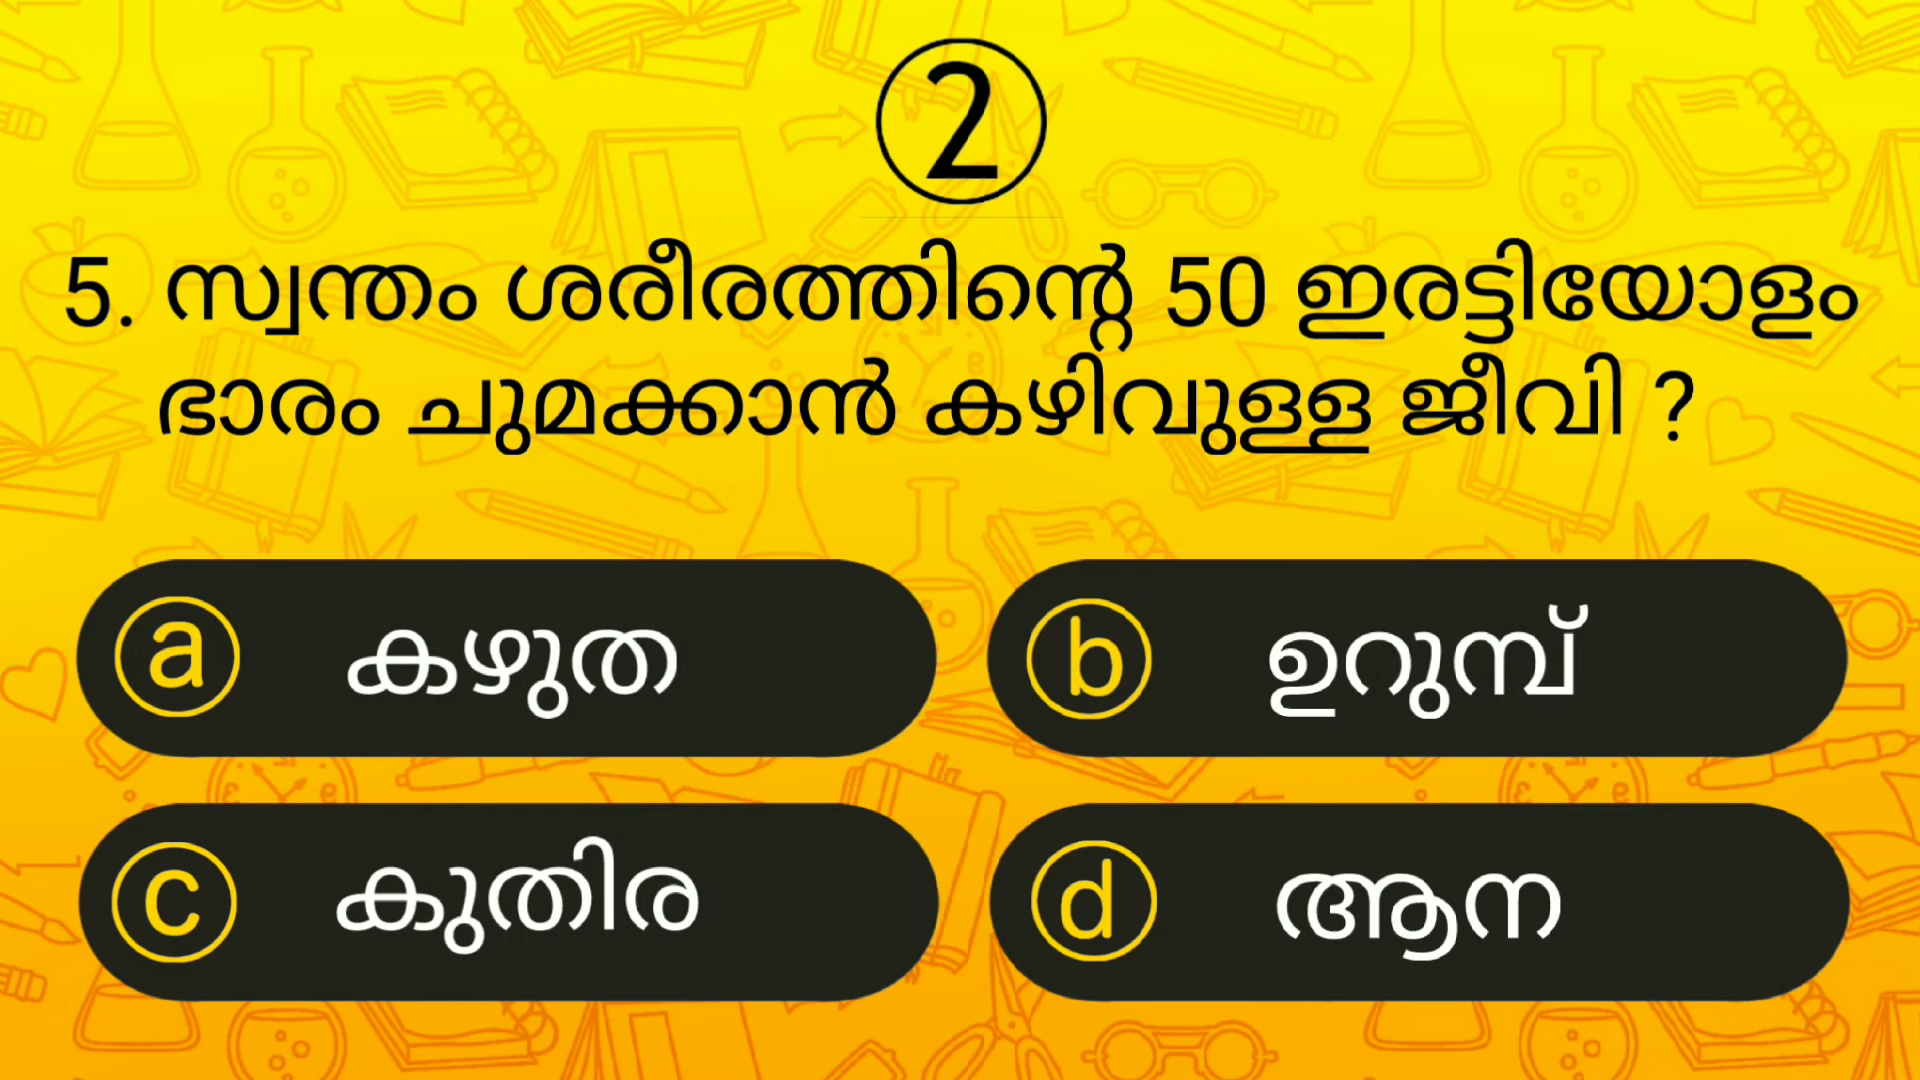 2
5. സ്വന്തം ശരീരത്തിന്റെ 50 ഇരട്ടിയോളം
ഭാരം ചുമക്കാൻ കഴിവുള്ള ജീവി ?
a കഴുത
b ഉറുമ്പ്
c കുതിര
d ആന